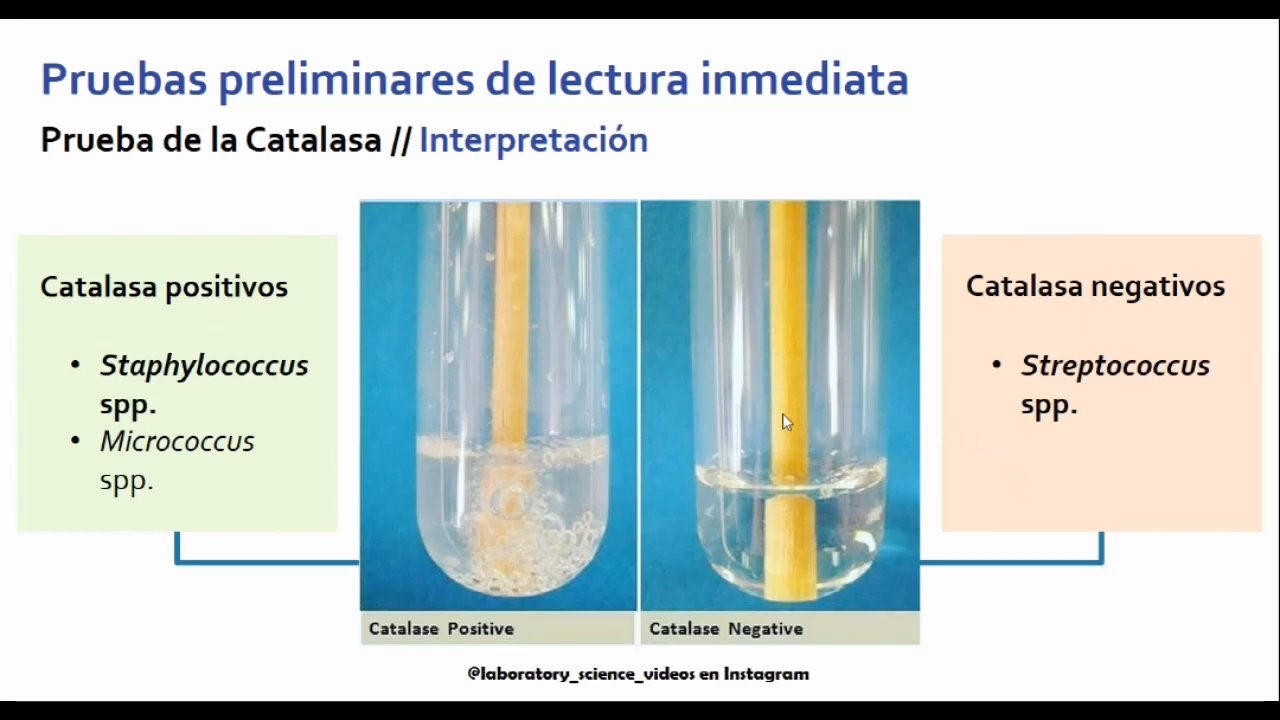 Pruebas preliminares de lectura inmediata
Prueba de la Catalasa // Interpretación
Catalasa positivos
• Staphylococcus
spp.
• Micrococcus
spp.
Catalase Positive
Catalase Negative
Catalasa negativos
• Streptococcus
spp.
@laboratory_science_videos en Instagram